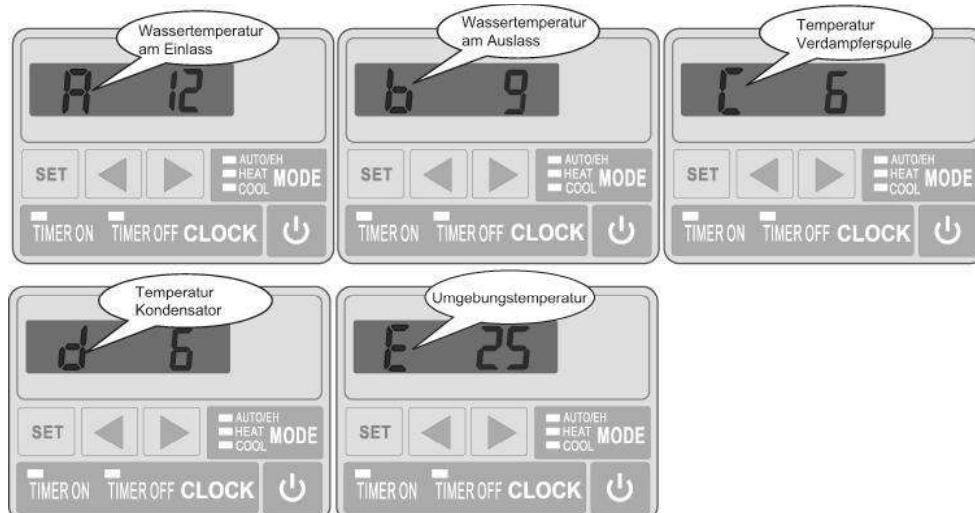 Wassertemperatur
am Einlass
A 12
SET
AUTO/EH
HEAT
COOL
MODE
TIMER ON TIMER OFF CLOCK
Wassertemperatur
am Auslass
b 9
SET
AUTO/EH
HEAT
COOL
MODE
TIMER ON TIMER OFF CLOCK
Temperatur
Verdampferspule
C 6
SET
AUTO/EH
HEAT
COOL
MODE
TIMER ON TIMER OFF CLOCK
Temperatur
Kondensator
d 6
SET
AUTO/EH
HEAT
COOL
MODE
TIMER ON TIMER OFF CLOCK
Umgebungstemperatur
E 25
SET
AUTO/EH
HEAT
COOL
MODE
TIMER ON TIMER OFF CLOCK